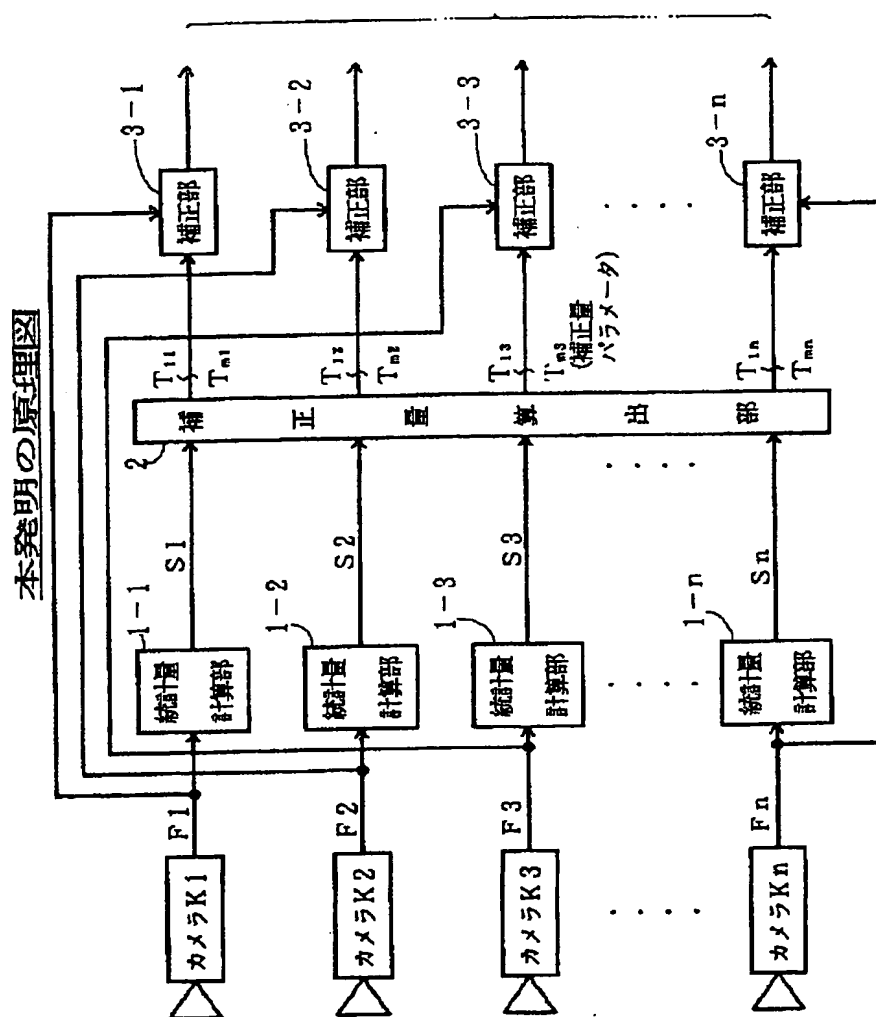 本発明の原理図
カメラK1
F1
統計量
計算部
1-1
S1
2
補正量算出部
T11
Tm1
補正部
3-1
カメラK2
F2
統計量
計算部
1-2
S2
T12
Tm2
補正部
3-2
カメラK3
F3
統計量
計算部
1-3
S3
T13
Tm3
(補正量
パラメータ)
補正部
3-3
カメラKn
Fn
統計量
計算部
1-n
Sn
T1n
Tmn
補正部
3-n